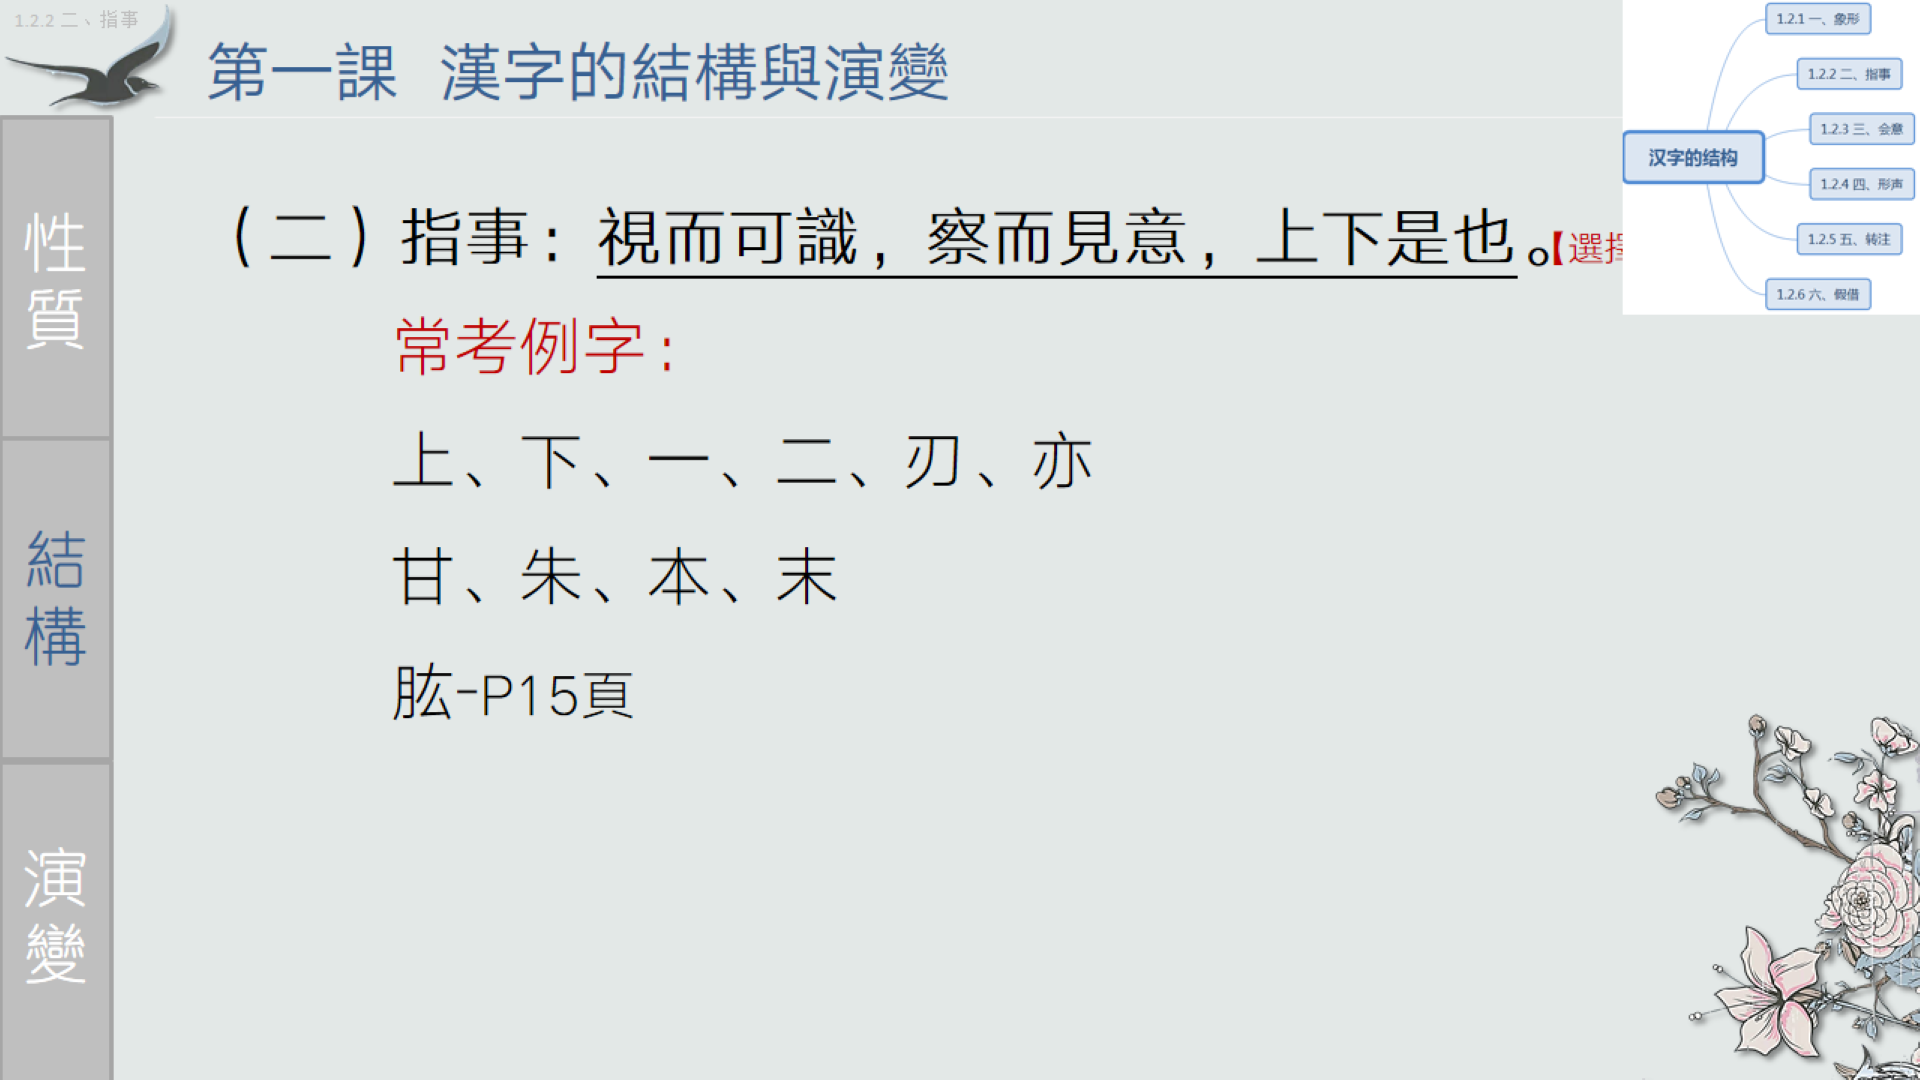 1.2.2 二、指事
第一課 漢字的結構與演變
性質
結構
演變
（二）指事：視而可識，察而見意，上下是也。【選
常考例字：
上、下、一、二、刃、亦
甘、朱、本、末
肱-P15頁
汉字的结构
1.2.1 一、象形
1.2.2 二、指事
1.2.3 三、会意
1.2.4 四、形声
1.2.5 五、转注
1.2.6 六、假借